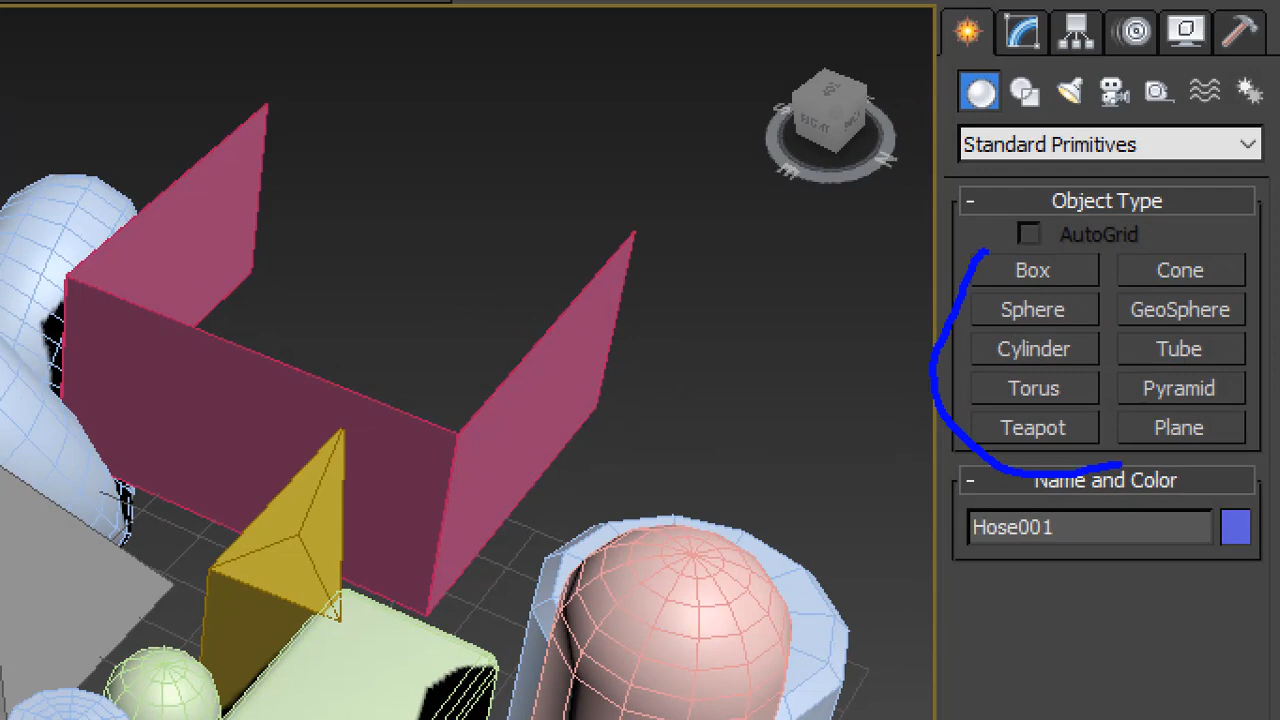 Standard Primitives
- Object Type
AutoGrid
Box Cone
Sphere GeoSphere
Cylinder Tube
Torus Pyramid
Teapot Plane
- Name and Color
Hose001
RIGHT